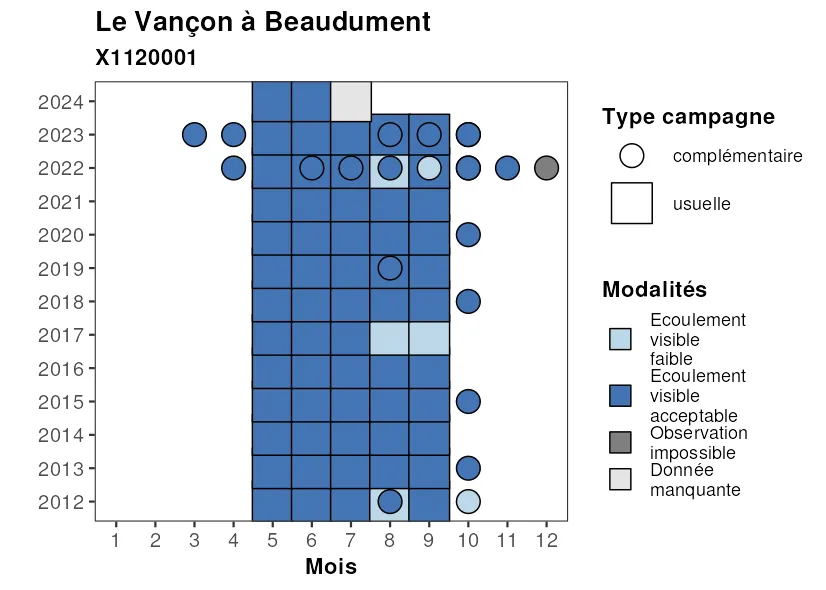 Le Vançon à Beaudument
X1120001
2024
2023
2022
2021
2020
2019
2018
2017
2016
2015
2014
2013
2012
1 2 3 4 5 6 7 8 9 10 11 12
Mois
Type campagne
complémentaire
usuelle
Modalités
Ecoulement
visible
faible
Ecoulement
visible
acceptable
Observation
impossible
Donnée
manquante